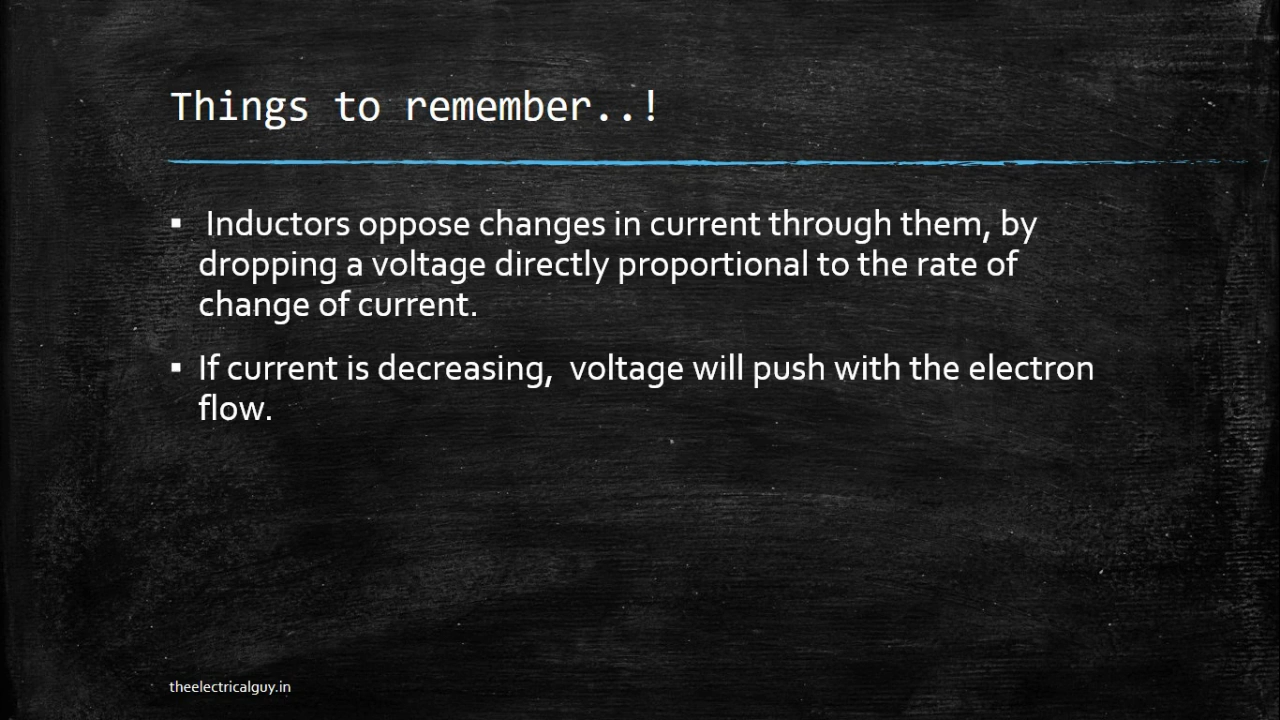 Things to remember..!
▪ Inductors oppose changes in current through them, by
dropping a voltage directly proportional to the rate of
change of current.
▪ If current is decreasing,  voltage will push with the electron
flow.
theelectricalguy.in